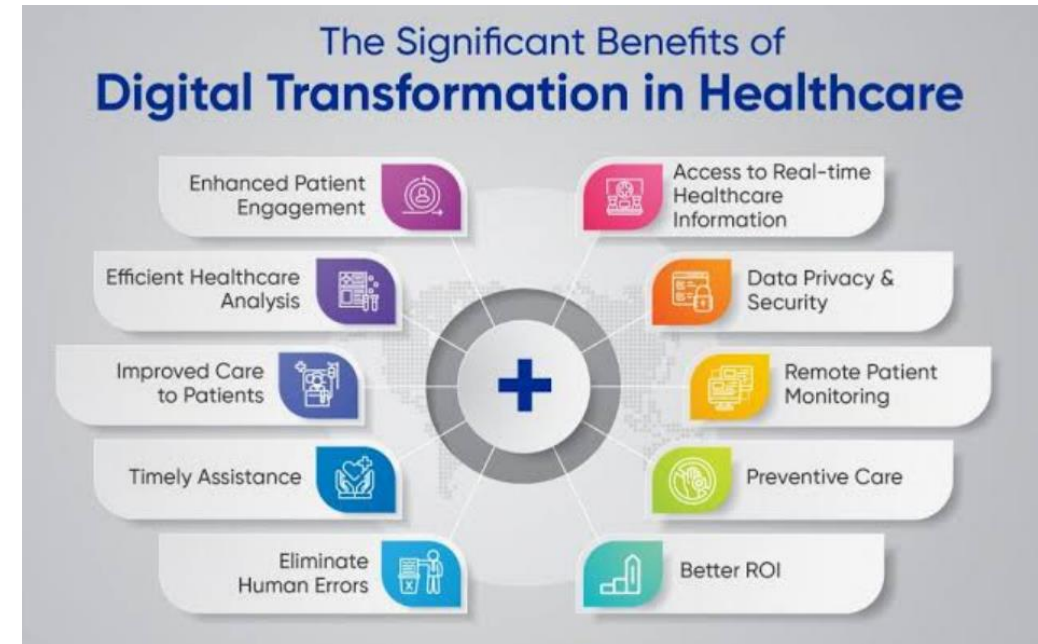 The Significant Benefits of
Digital Transformation in Healthcare
Enhanced Patient
Engagement
Efficient Healthcare
Analysis
Improved Care
to Patients
Timely Assistance
Eliminate
Human Errors
Access to Real-time
Healthcare
Information
Data Privacy &
Security
Remote Patient
Monitoring
Preventive Care
Better ROI